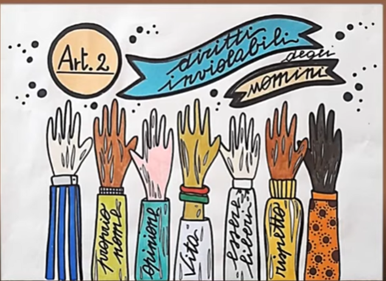 Art. 2
diritti
inviolabili
degli
uomini
proprio
nome
opinione
Vita
essere
liberi
rispetto